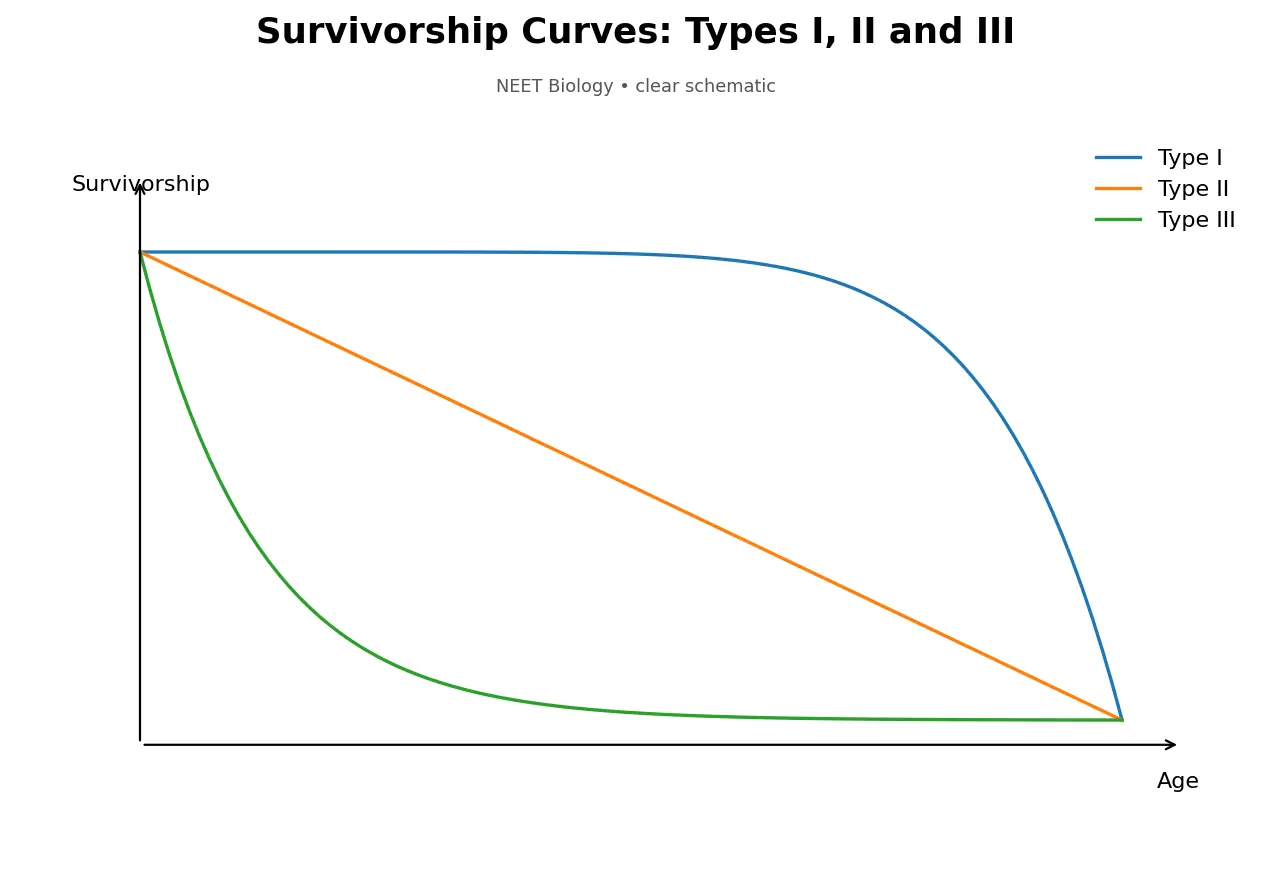 Survivorship Curves: Types I, II and III
NEET Biology • clear schematic
Type I
Type II
Type III
Survivorship
Age